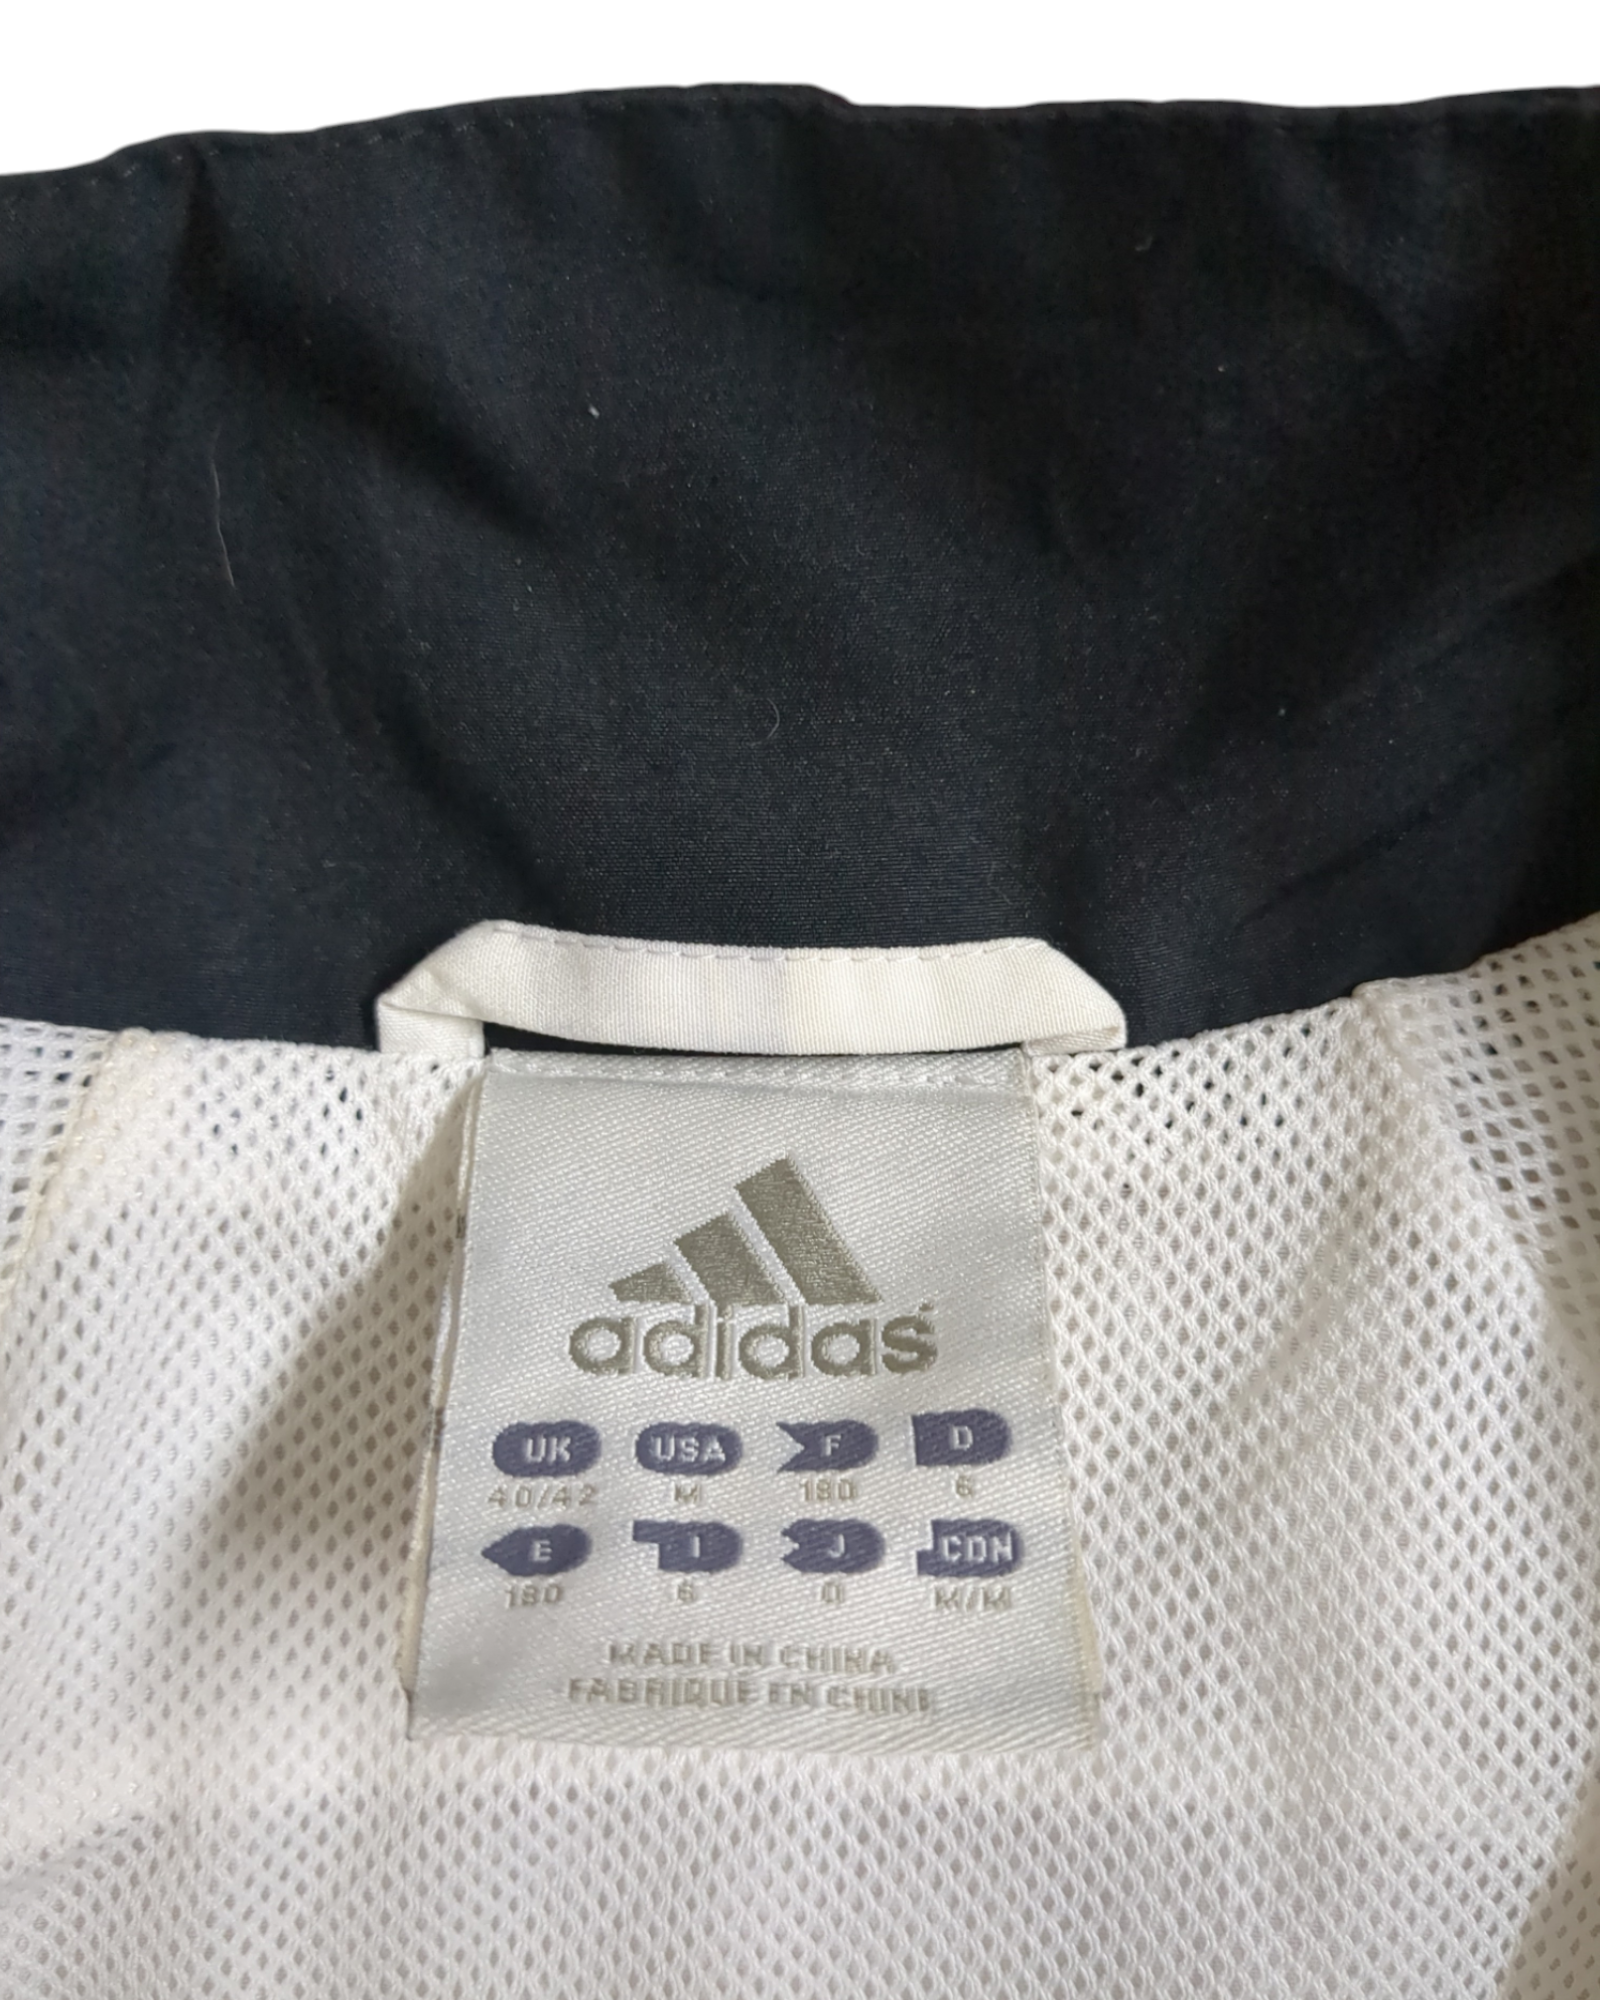 adidas
UK USA F D
40/42 M 180 6
E I J CDN
180 6 O M/M
MADE IN CHINA
FABRIQUE EN CHINE